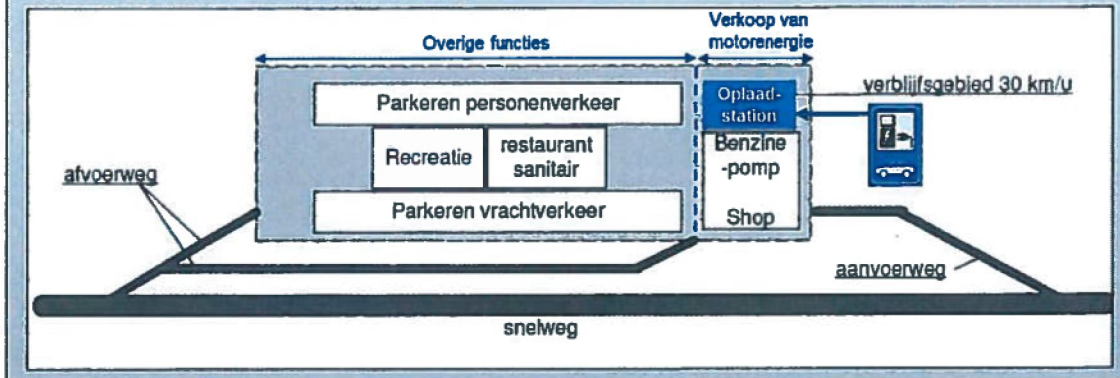 Overige functies
Verkoop van
motorenergie
Parkeren personenverkeer
Oplaad-
station
verblijfsgebied 30 km/u
Recreatie
restaurant
sanitair
Benzine
-pomp
Shop
afvoerweg
Parkeren vrachtverkeer
aanvoerweg
snelweg